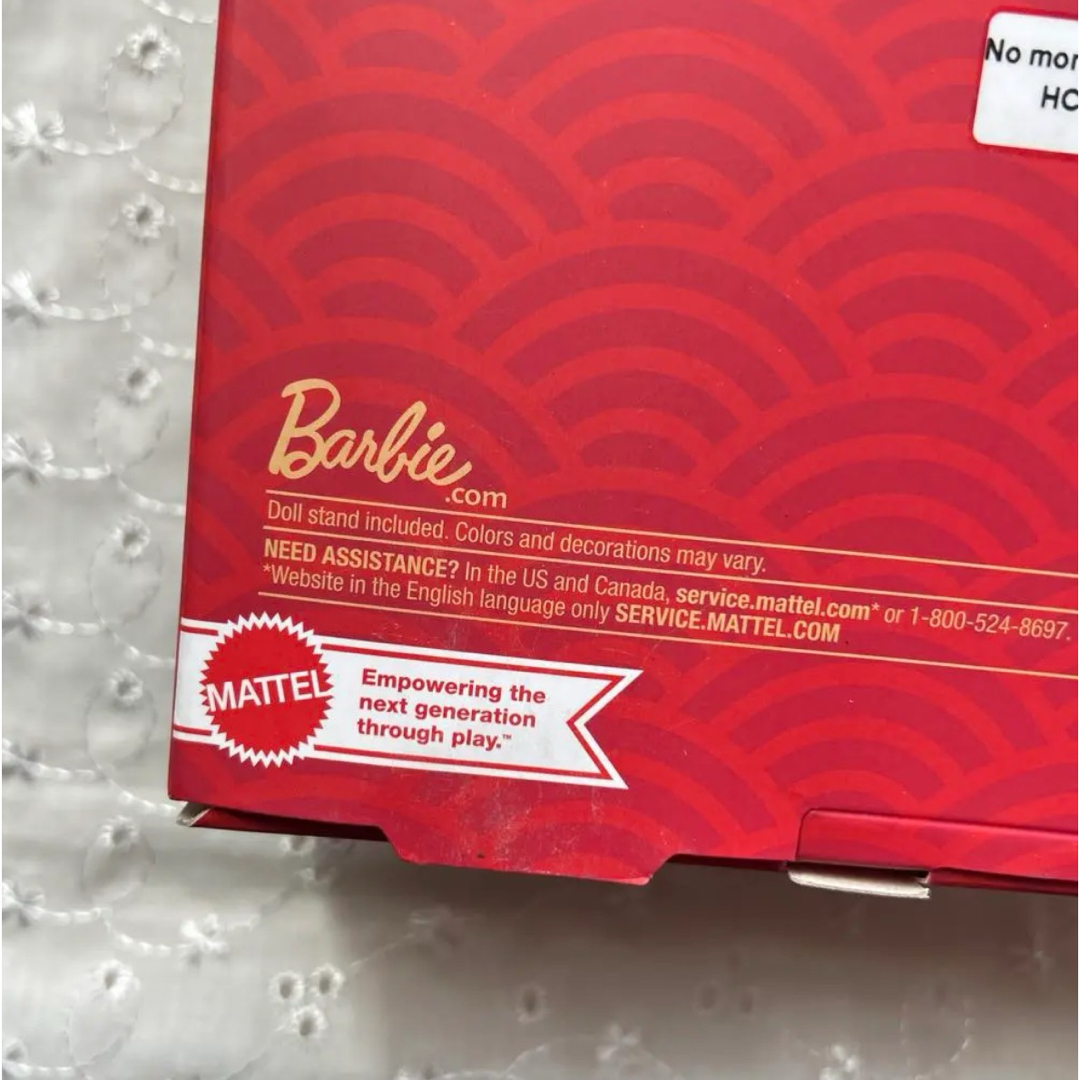 No
HC
Barbie
.com
Doll stand included. Colors and decorations may vary.
NEED ASSISTANCE? In the US and Canada, service.mattel.com* or 1-800-524-8697.
*Website in the English language only SERVICE.MATTEL.COM
MATTEL
Empowering the
next generation
through play.™